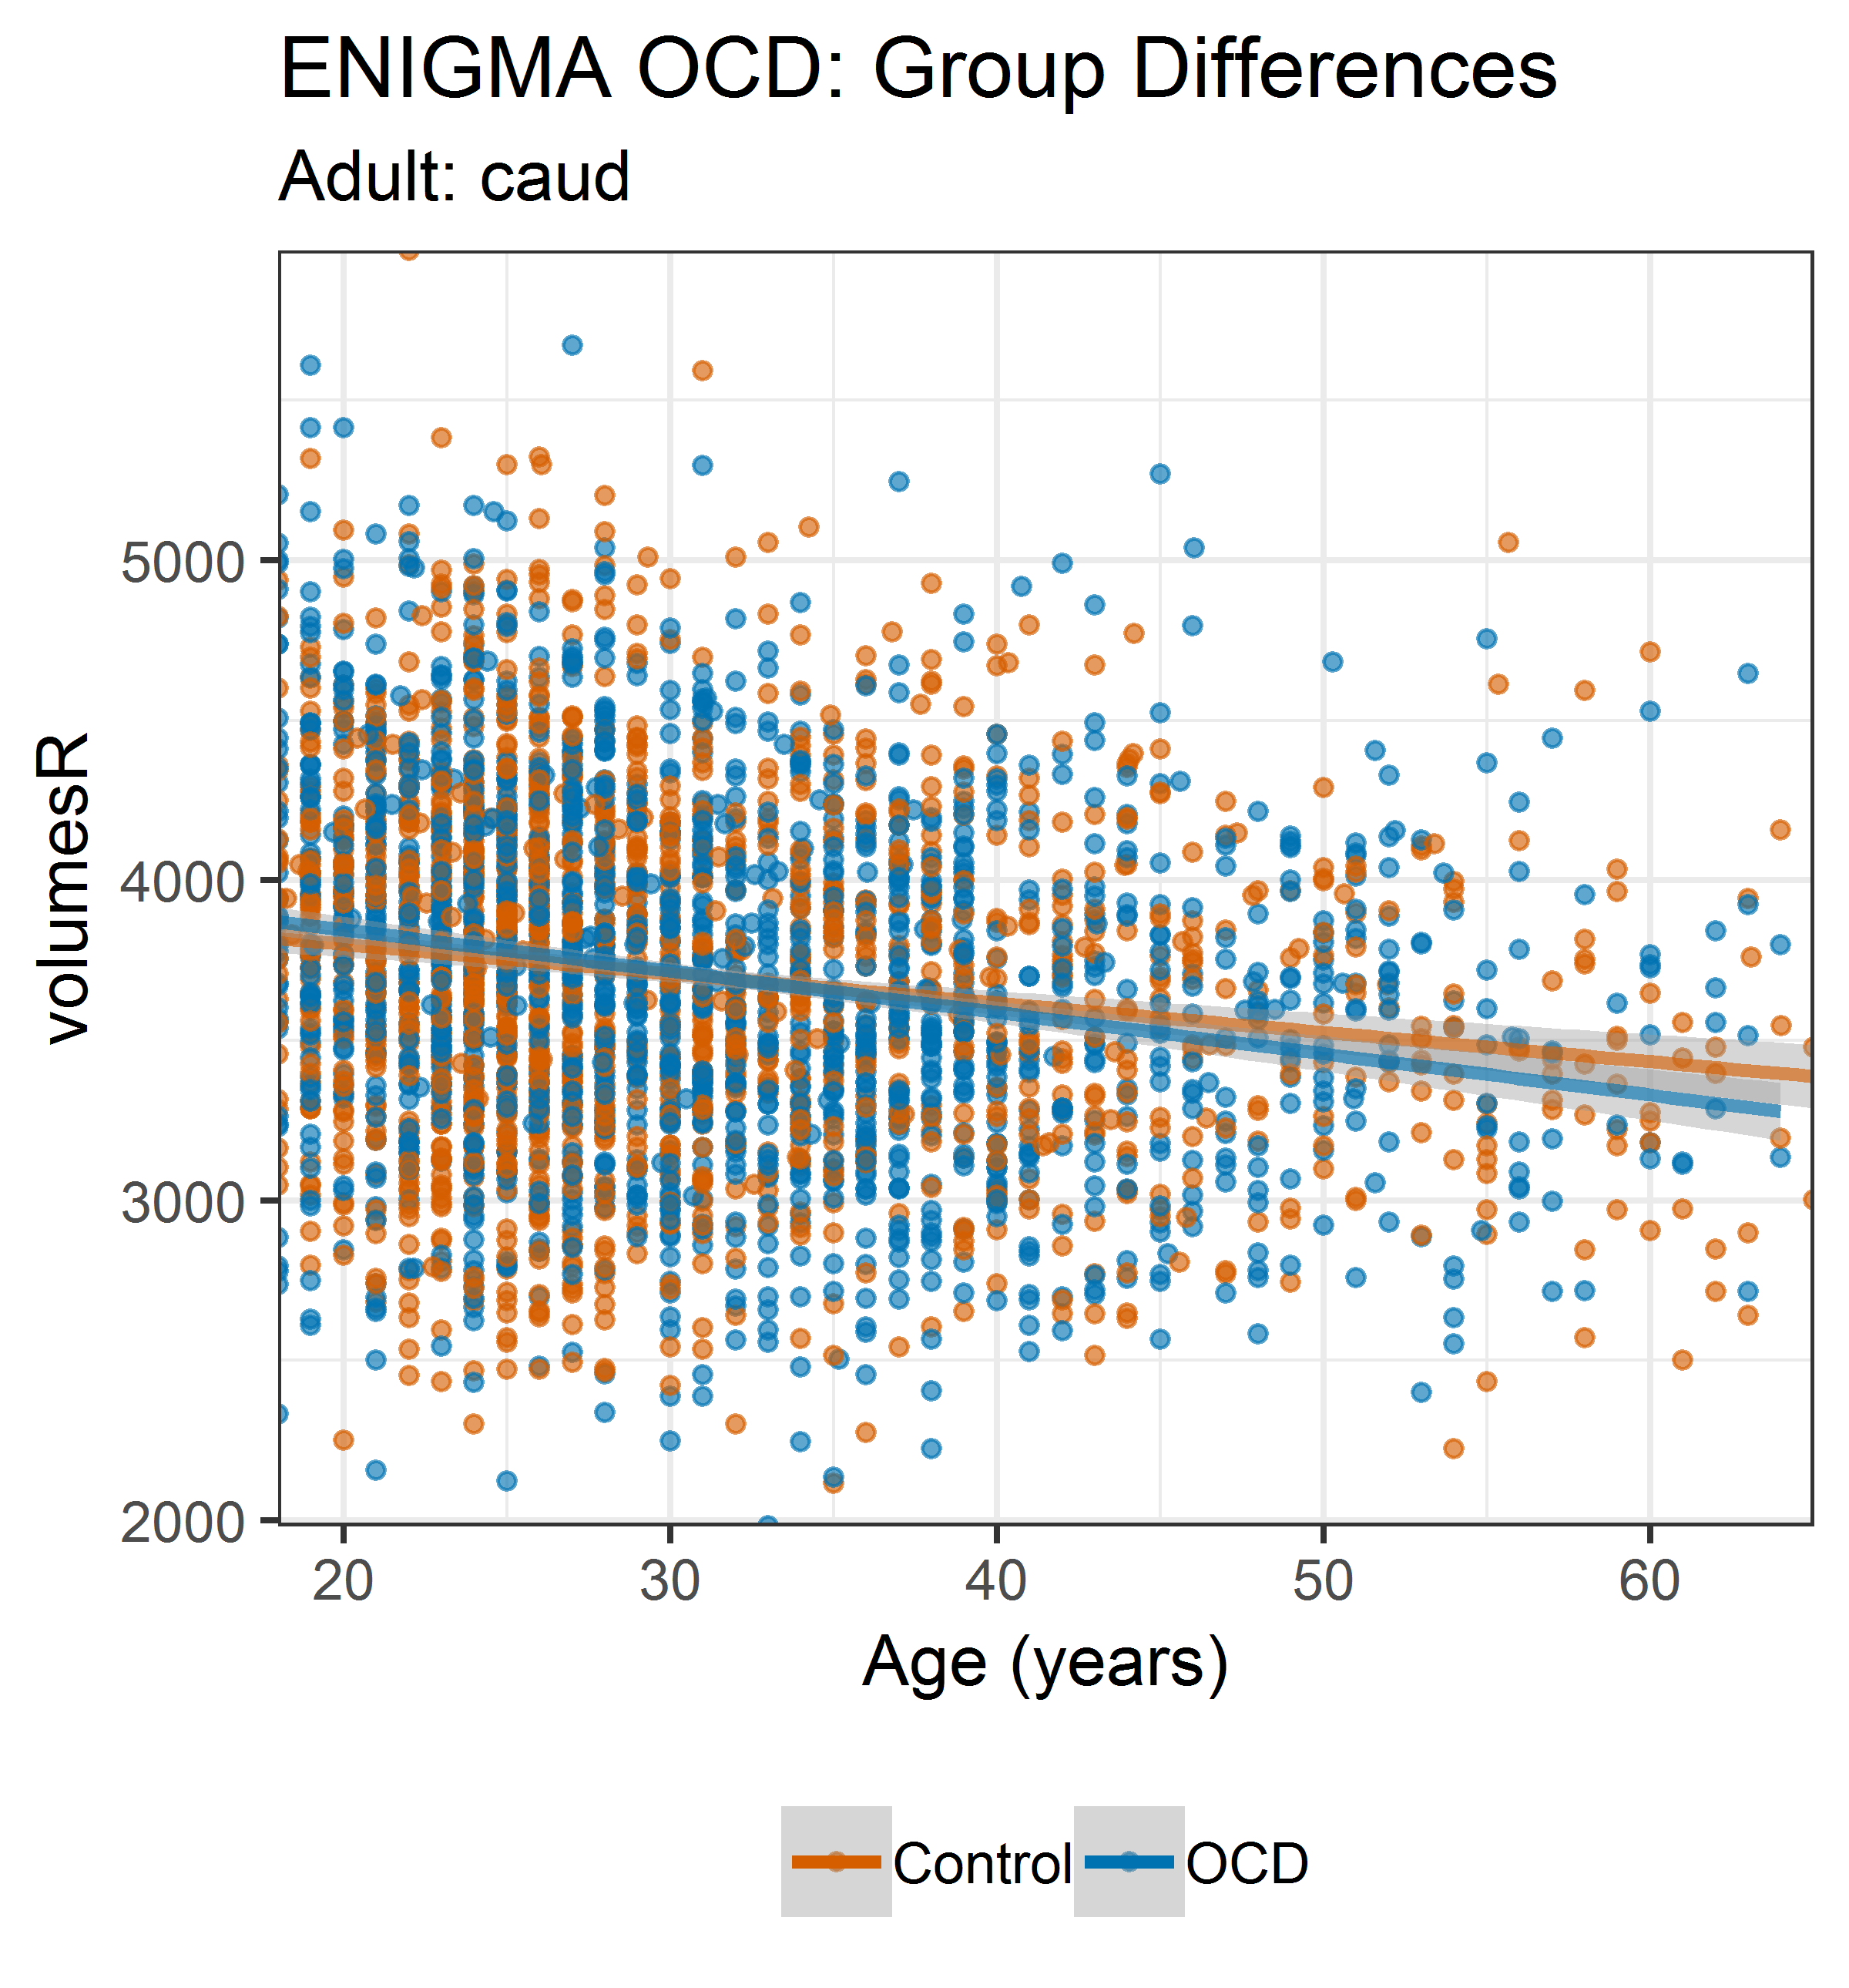 ENIGMA OCD: Group Differences
Adult: caud
volumesR
5000
4000
3000
2000
20 30 40 50 60
Age (years)
Control OCD